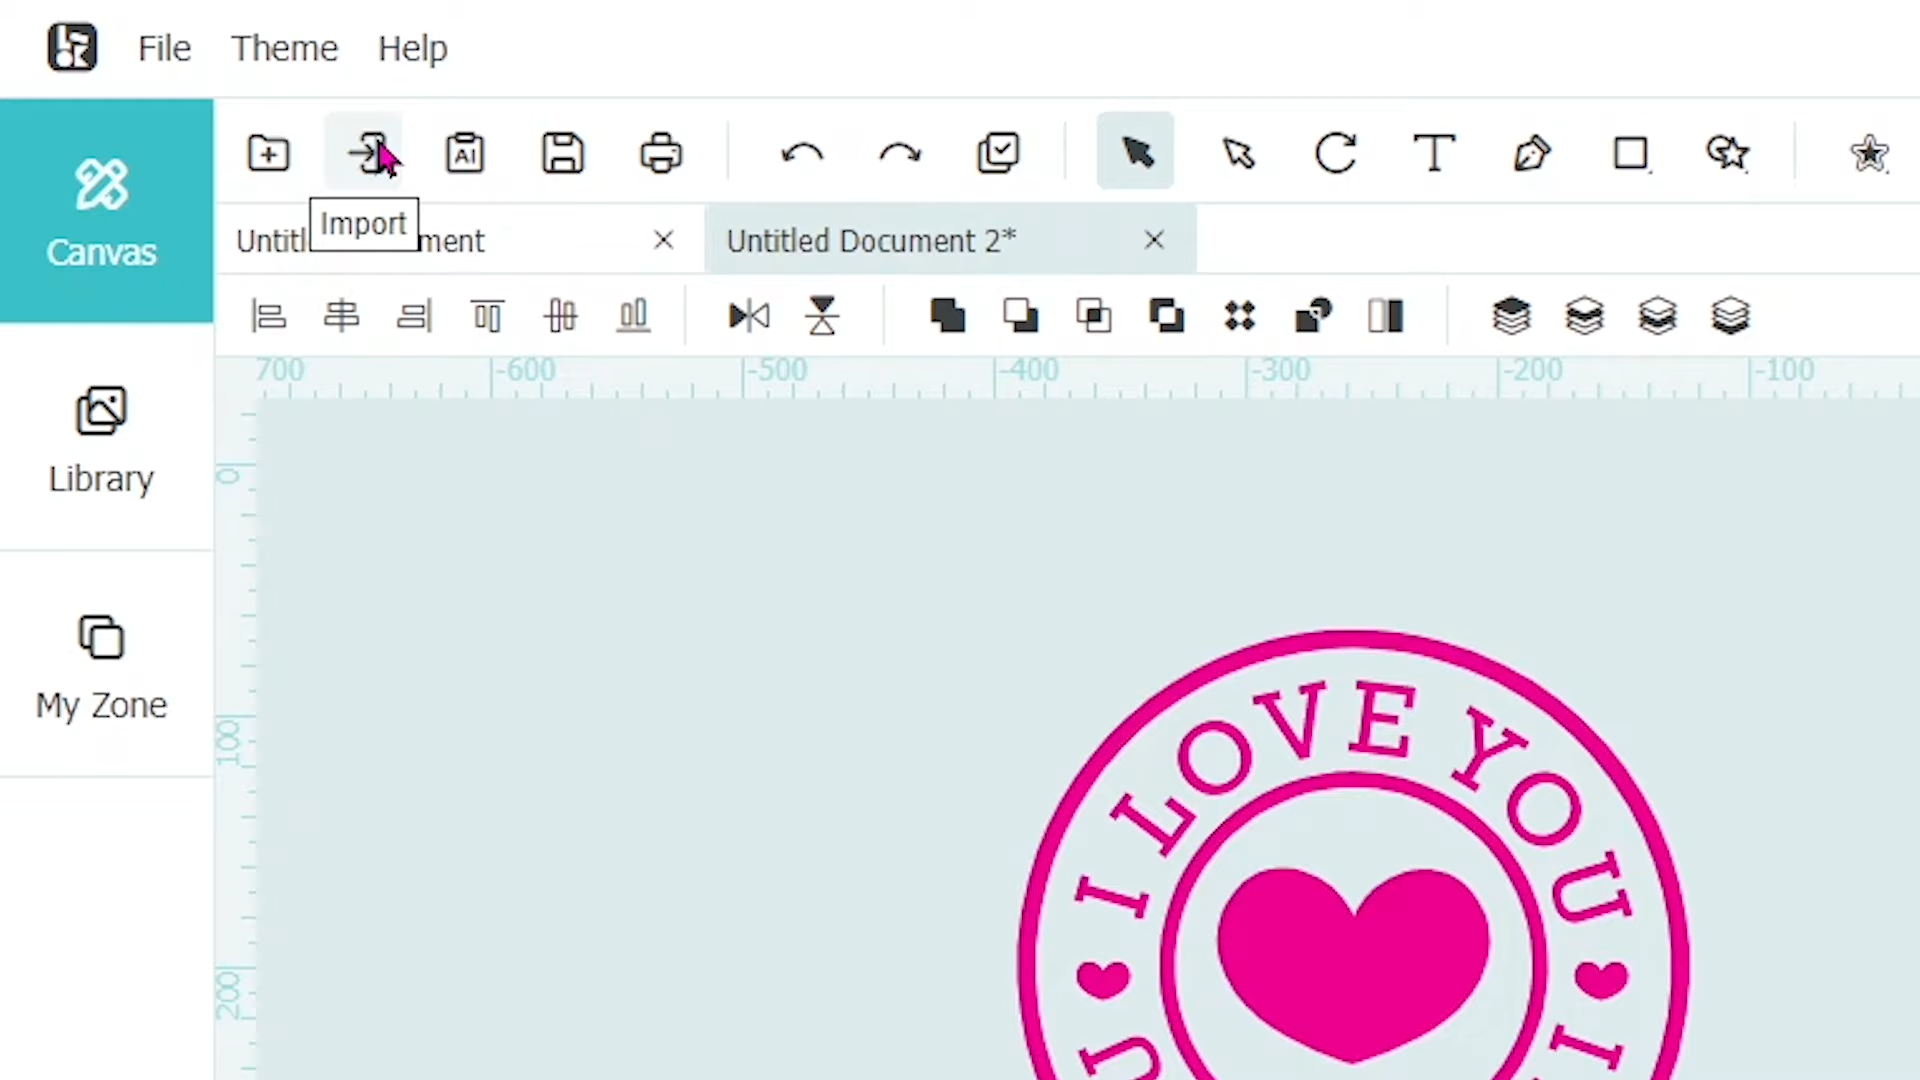 File Theme Help
AI
Import
Untitl ment
Untitled Document 2*
Canvas
700 -600 -500 -400 -300 -200 -100
0
100
200
Library
My Zone
I LOVE YOU
I
U